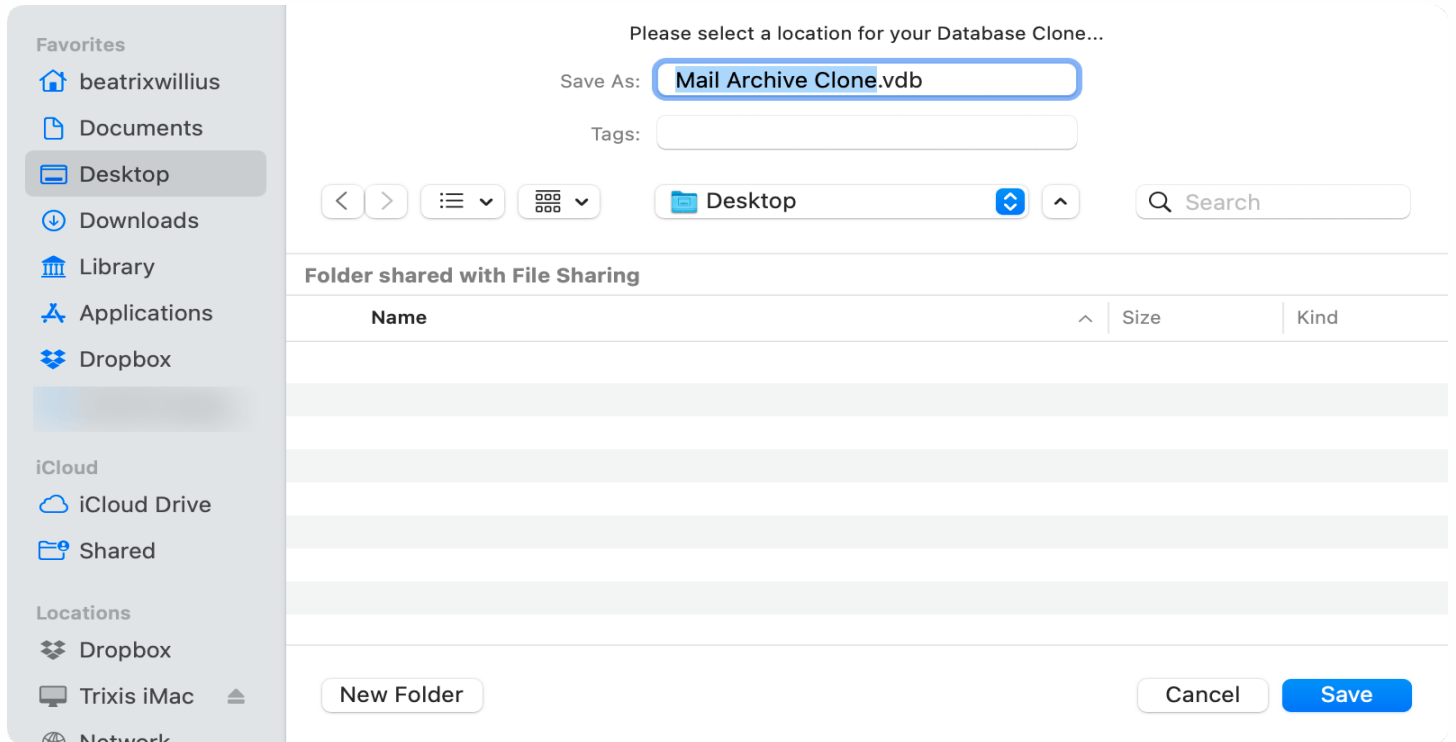 Favorites
beatrixwillius
Documents
Desktop
Downloads
Library
Applications
Dropbox
iCloud
iCloud Drive
Shared
Locations
Dropbox
Trixis iMac
Network
Please select a location for your Database Clone...
Save As: Mail Archive Clone.vdb
Tags:
Desktop
Search
Folder shared with File Sharing
Name Size Kind
New Folder Cancel Save